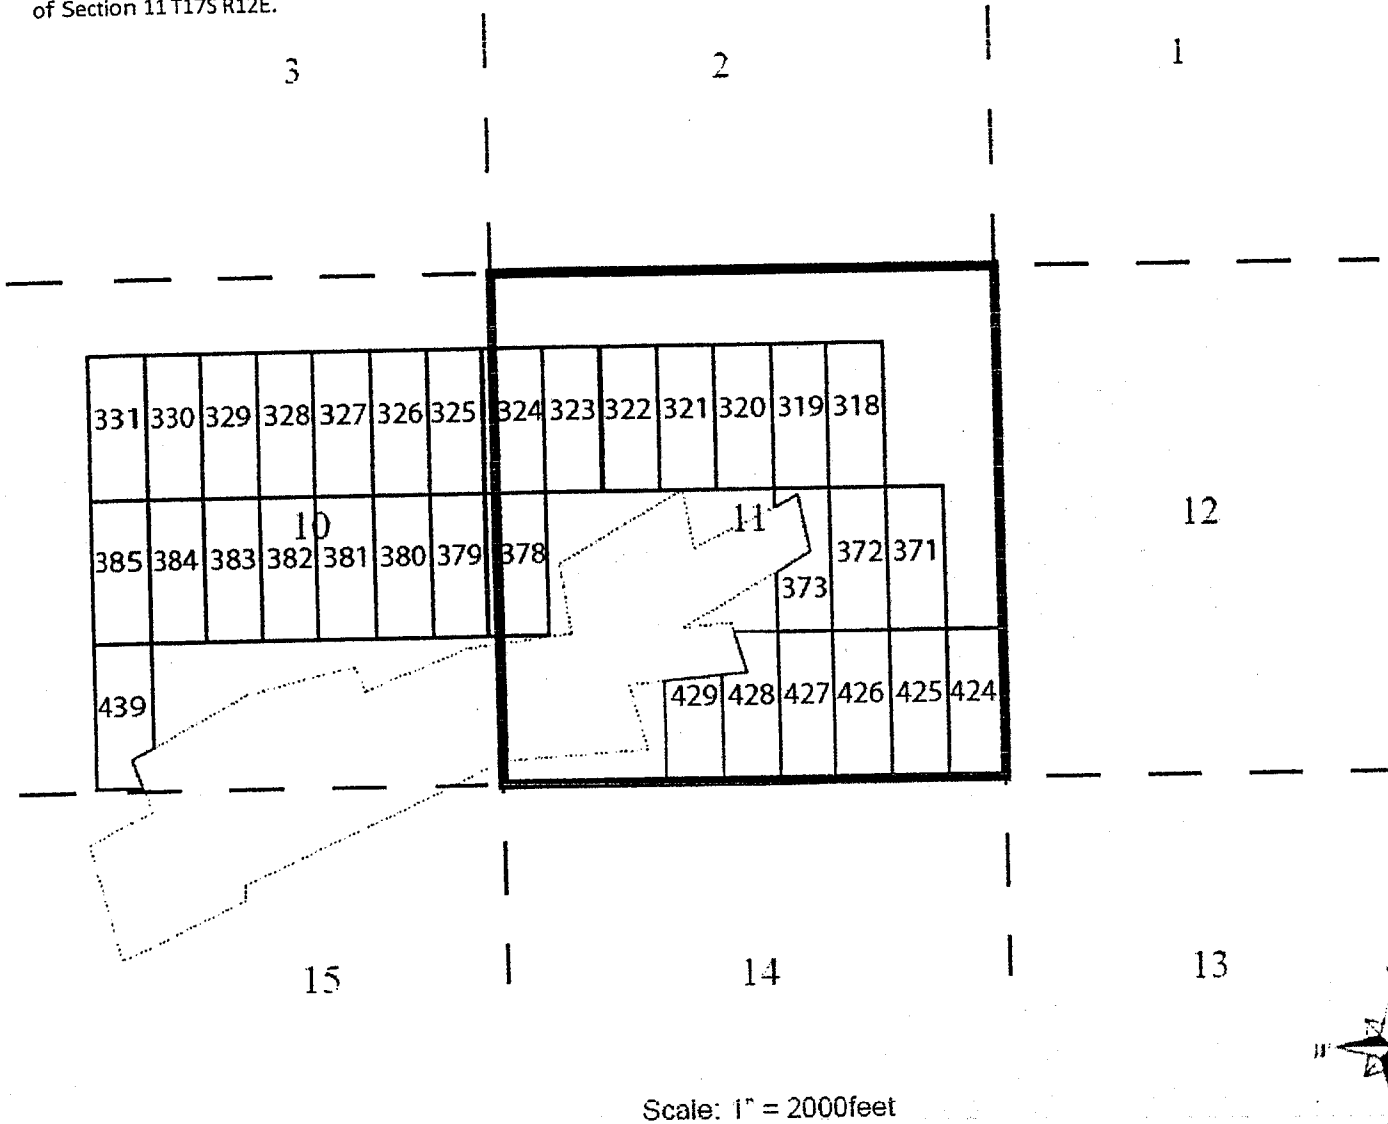 of Section 11 T17S R12E.
3 2 1
331 330 329 328 327 326 325 324 323 322 321 320 319 318
10 11 12
385 384 383 382 381 380 379 378 373 372 371
439 429 428 427 426 425 424
15 14 13
W
Scale: 1" = 2000feet